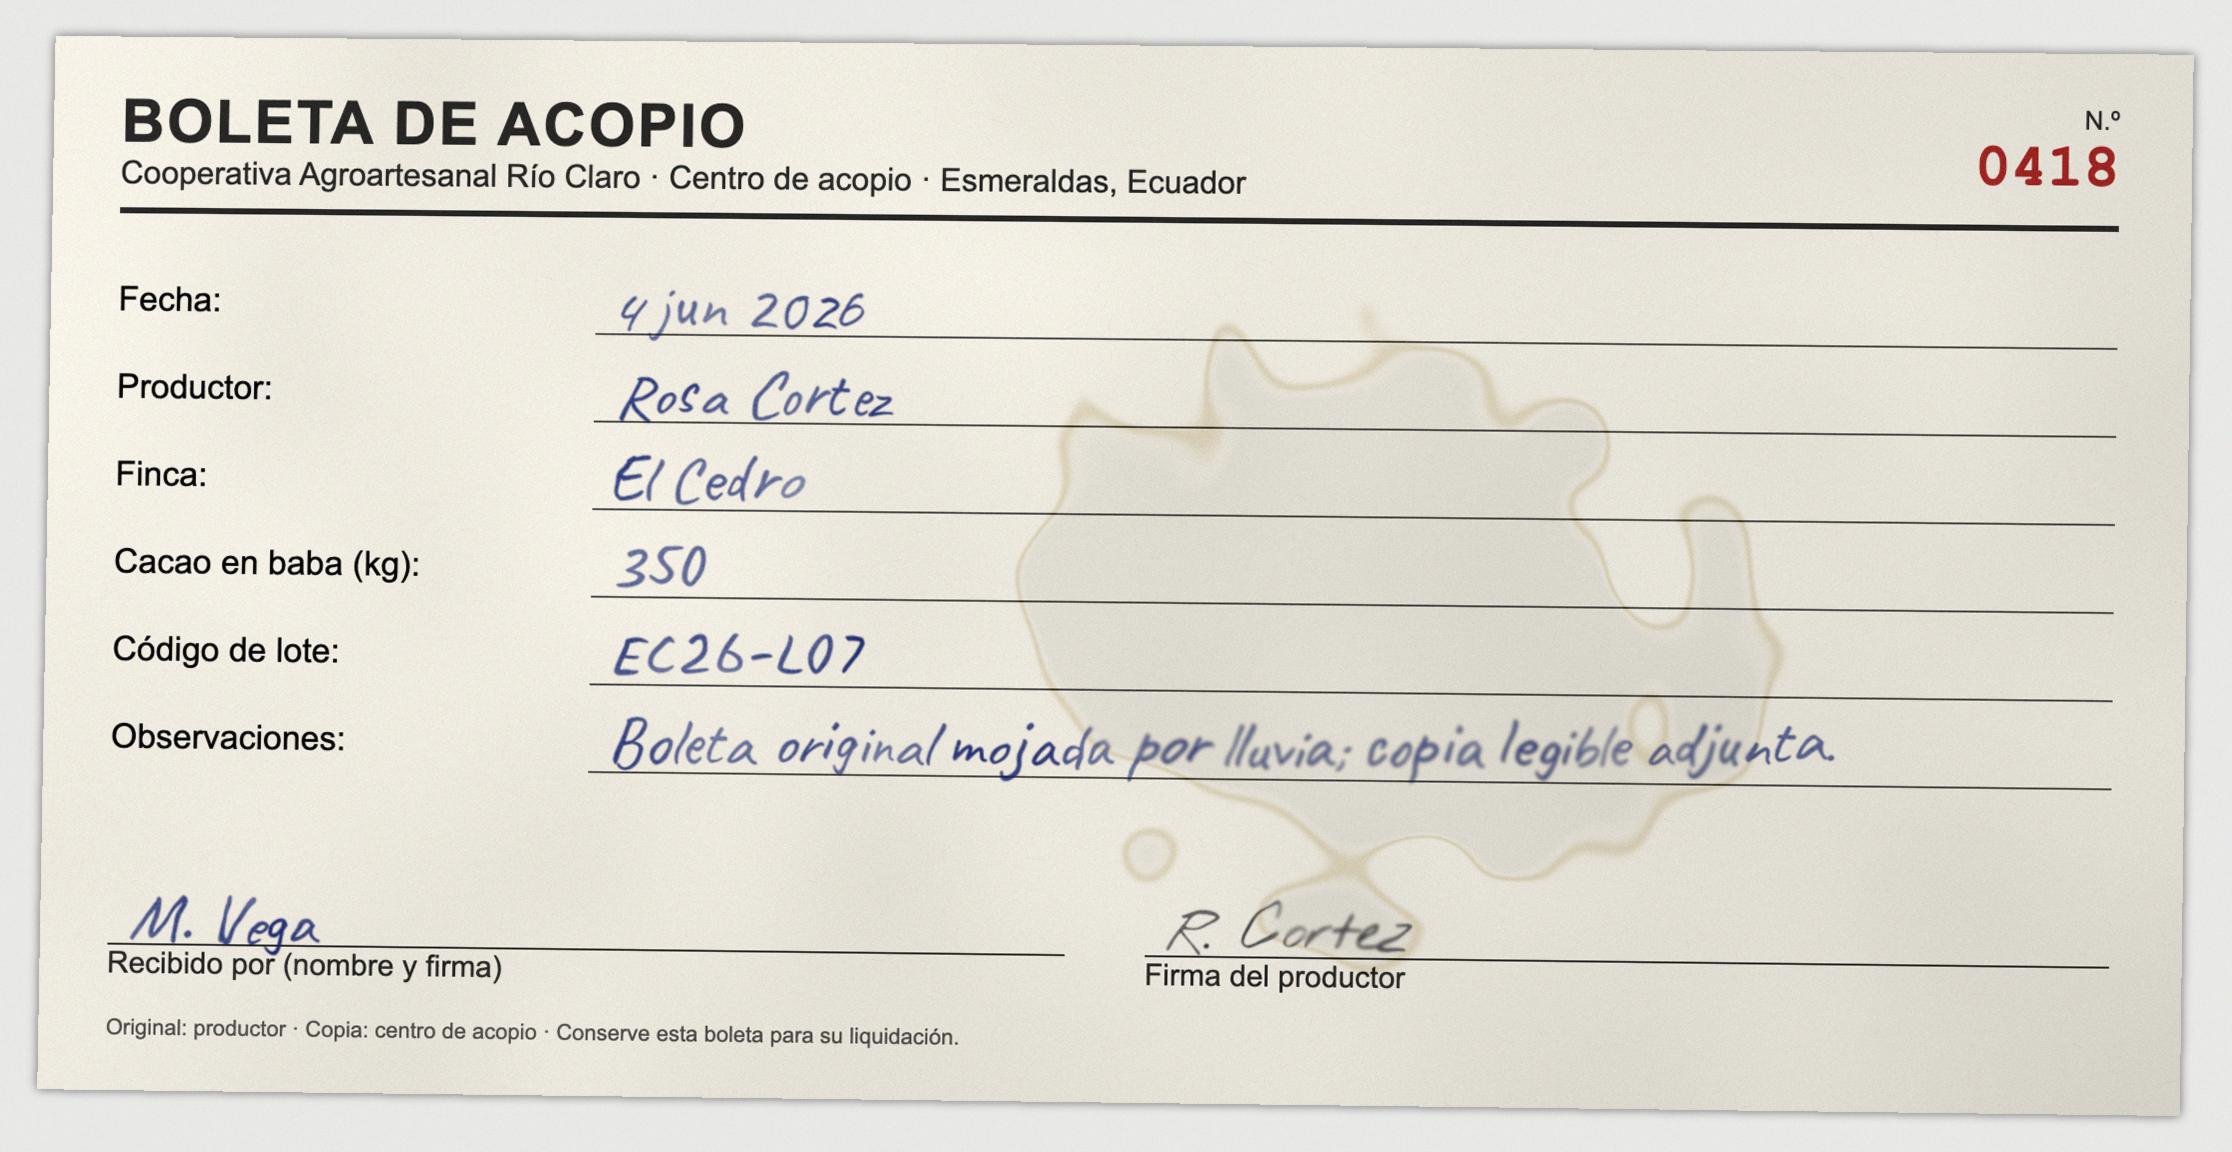 BOLETA DE ACOPIO
Cooperativa Agroartesanal Río Claro · Centro de acopio · Esmeraldas, Ecuador
N.º
0418
Fecha: 4 jun 2026
Productor: Rosa Cortez
Finca: El Cedro
Cacao en baba (kg): 350
Código de lote: EC26-L07
Observaciones: Boleta original mojada por lluvia; copia legible adjunta.
M. Vega
Recibido por (nombre y firma)
R. Cortez
Firma del productor
Original: productor · Copia: centro de acopio · Conserve esta boleta para su liquidación.